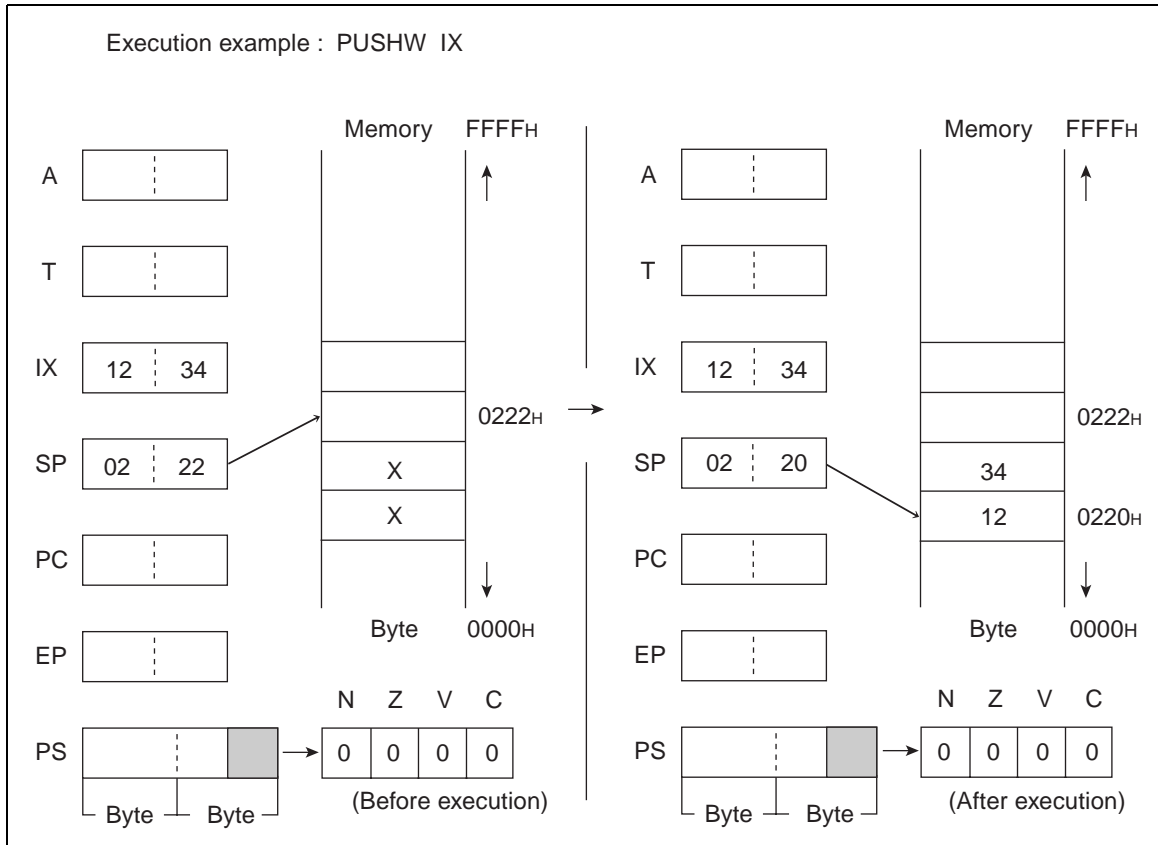 Execution example : PUSHW IX
Memory FFFFH
A
T
IX 12 34
0222H
SP 02 22
X
X
PC
Byte 0000H
EP
N Z V C
PS 0 0 0 0
Byte Byte
(Before execution)
Memory FFFFH
A
T
IX 12 34
0222H
SP 02 20
34
12 0220H
PC
Byte 0000H
EP
N Z V C
PS 0 0 0 0
Byte Byte
(After execution)